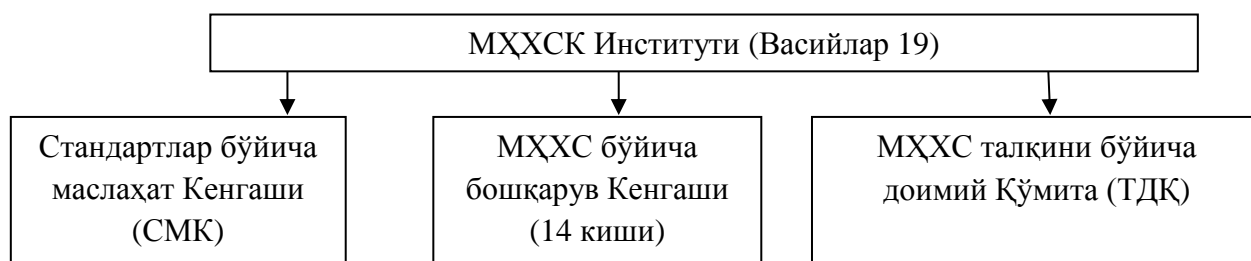 МҲХСК Институти (Васийлар 19)
Стандартлар бўйича
маслаҳат Кенгаши
(СМК)
МҲХС бўйича
бошқарув Кенгаши
(14 киши)
МҲХС талқини бўйича
доимий Қўмита (ТДҚ)